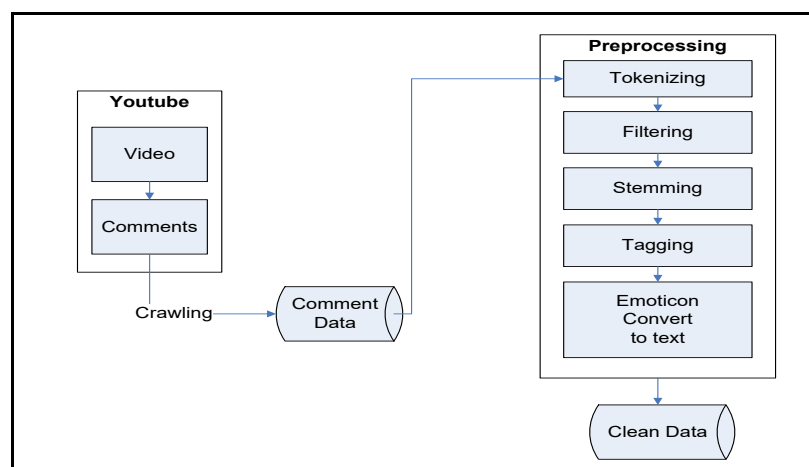 Youtube
Video
Comments
Crawling
Comment
Data
Preprocessing
Tokenizing
Filtering
Stemming
Tagging
Emoticon
Convert
to text
Clean Data